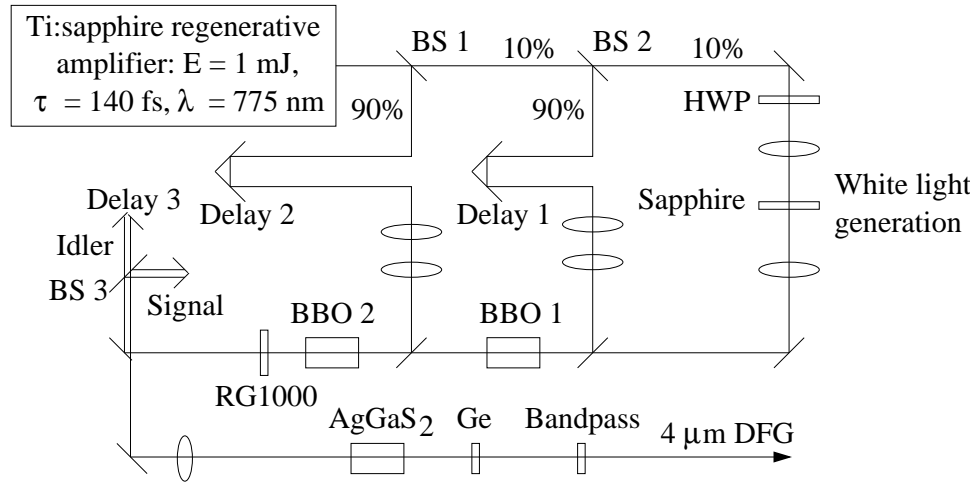 Ti:sapphire regenerative
amplifier: E = 1 mJ,
τ = 140 fs, λ = 775 nm
BS 1
10%
BS 2
10%
90%
90%
HWP
Delay 3
Delay 2
Delay 1
Sapphire
White light
generation
Idler
BS 3
Signal
BBO 2
BBO 1
RG1000
AgGaS2
Ge
Bandpass
4 μm DFG